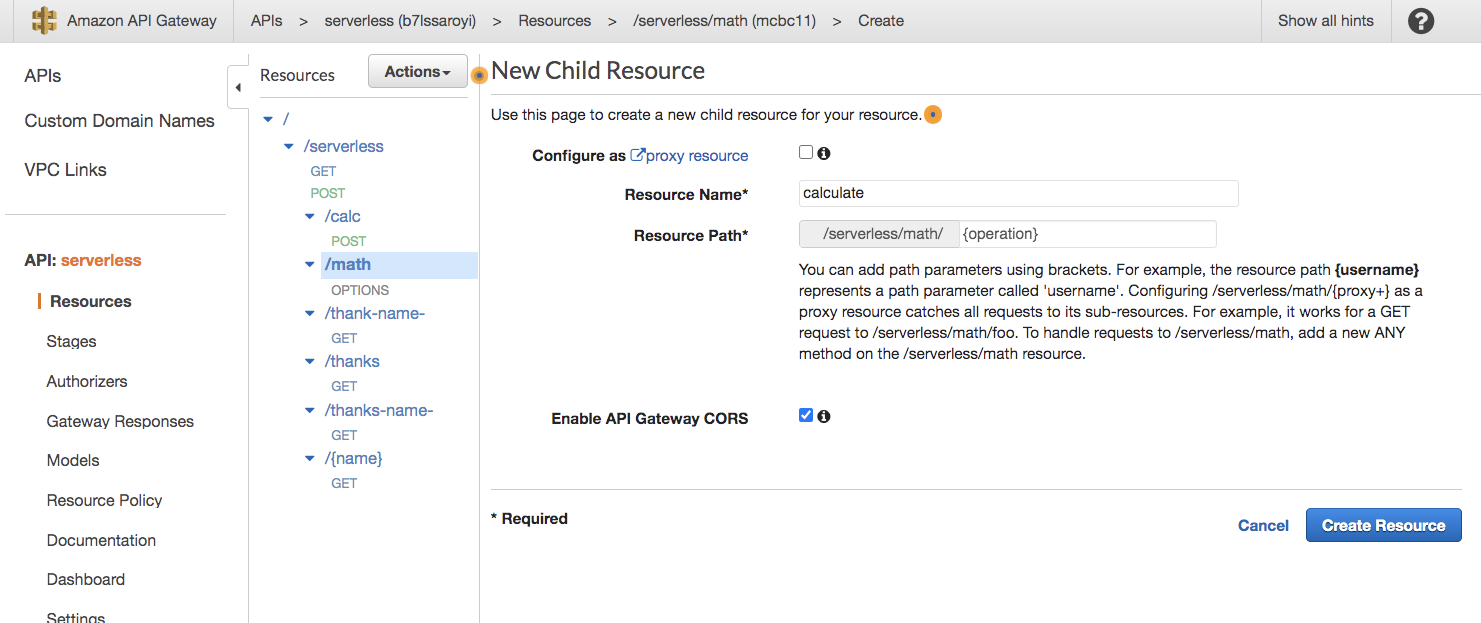 Amazon API Gateway
APIs > serverless (b7lssaroyi) > Resources > /serverless/math (mcbc11) > Create
Show all hints
?
APIs
Custom Domain Names
VPC Links
API: serverless
Resources
Stages
Authorizers
Gateway Responses
Models
Resource Policy
Documentation
Dashboard
Settings
Resources
Actions
/
/serverless
GET
POST
/calc
POST
/math
OPTIONS
/thank-name-
GET
/thanks
GET
/thanks-name-
GET
/{name}
GET
New Child Resource
Use this page to create a new child resource for your resource.
Configure as proxy resource
Resource Name* calculate
Resource Path* /serverless/math/ {operation}
You can add path parameters using brackets. For example, the resource path {username}
represents a path parameter called 'username'. Configuring /serverless/math/{proxy+} as a
proxy resource catches all requests to its sub-resources. For example, it works for a GET
request to /serverless/math/foo. To handle requests to /serverless/math, add a new ANY
method on the /serverless/math resource.
Enable API Gateway CORS
* Required
Cancel
Create Resource